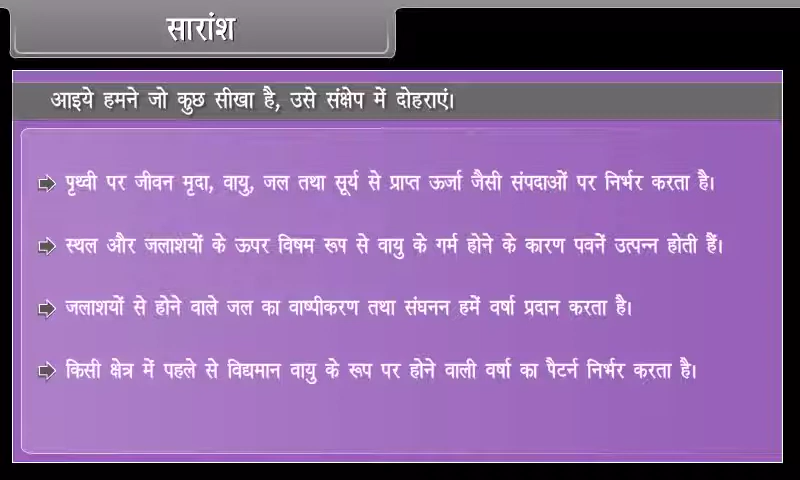 सारांश
आइये हमने जो कुछ सीखा है, उसे संक्षेप में दोहराएं।
पृथ्वी पर जीवन मृदा, वायु, जल तथा सूर्य से प्राप्त ऊर्जा जैसी संपदाओं पर निर्भर करता है।
स्थल और जलाशयों के ऊपर विषम रूप से वायु के गर्म होने के कारण पवनें उत्पन्न होती हैं।
जलाशयों से होने वाले जल का वाष्पीकरण तथा संघनन हमें वर्षा प्रदान करता है।
किसी क्षेत्र में पहले से विद्यमान वायु के रूप पर होने वाली वर्षा का पैटर्न निर्भर करता है।